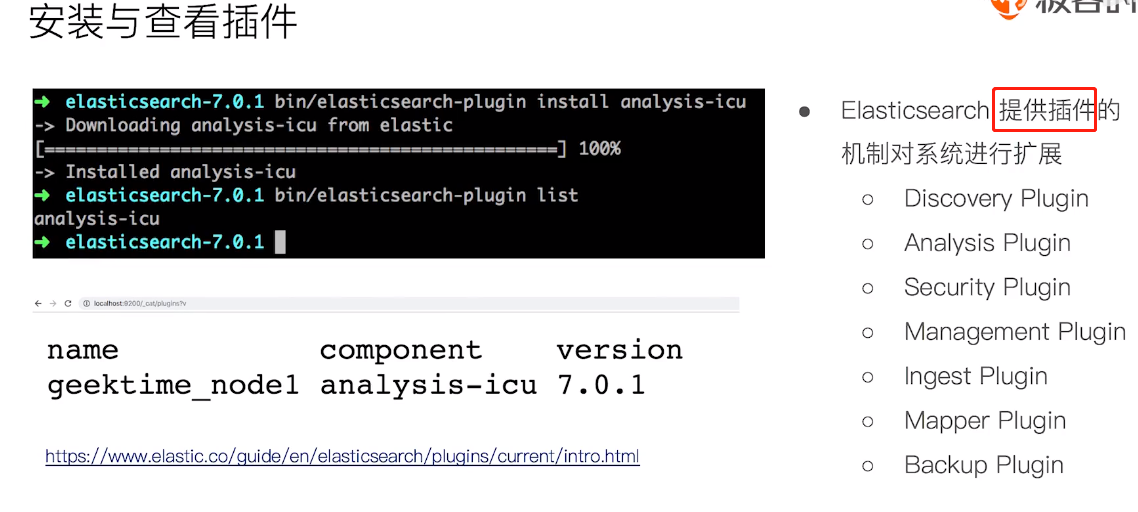 安装与查看插件
➜ elasticsearch-7.0.1 bin/elasticsearch-plugin install analysis-icu
-> Downloading analysis-icu from elastic
[=================================================] 100%
-> Installed analysis-icu
➜ elasticsearch-7.0.1 bin/elasticsearch-plugin list
analysis-icu
➜ elasticsearch-7.0.1
localhost:9200/_cat/plugins?v
name component version
geektime_node1 analysis-icu 7.0.1
https://www.elastic.co/guide/en/elasticsearch/plugins/current/intro.html
Elasticsearch 提供插件的
机制对系统进行扩展
Discovery Plugin
Analysis Plugin
Security Plugin
Management Plugin
Ingest Plugin
Mapper Plugin
Backup Plugin